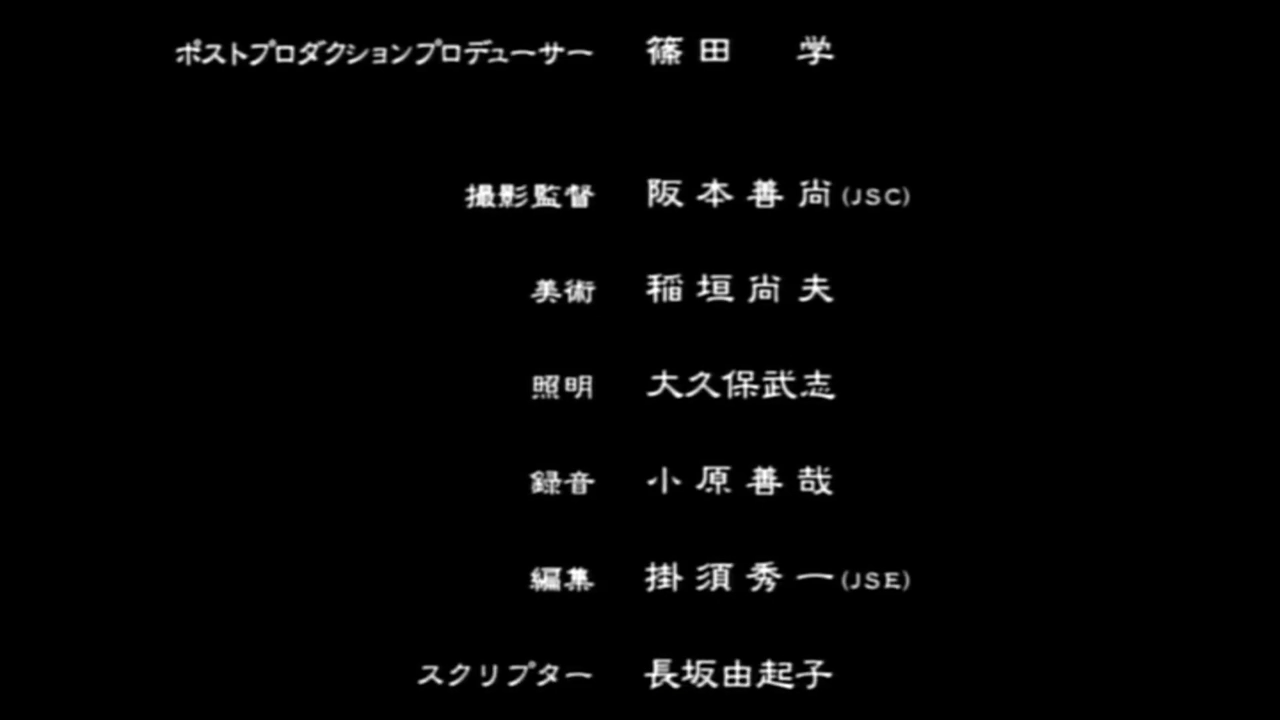 ポストプロダクションプロデューサー 篠田 学
撮影監督 阪本善尚(JSC)
美術 稲垣尚夫
照明 大久保武志
録音 小原善哉
編集 掛須秀一(JSE)
スクリプター 長坂由起子